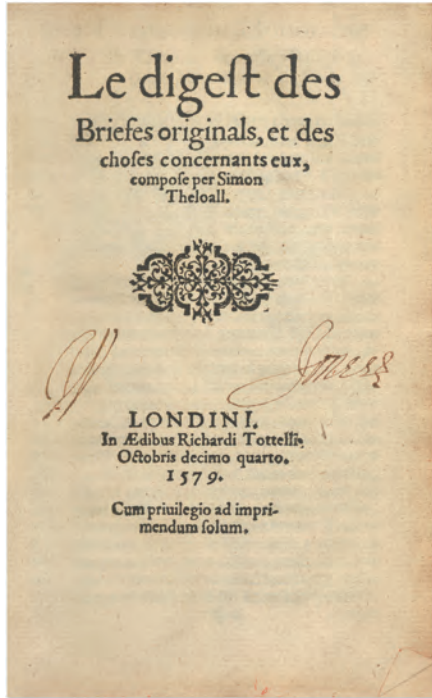 Le digeſt des
Briefes originals, et des
choſes concernants eux,
compoſe per Simon
Theloall.
LONDINI.
In Ædibus Richardi Tottelli.
Octobris decimo quarto.
1579.
Cum priuilegio ad impri-
mendum ſolum.